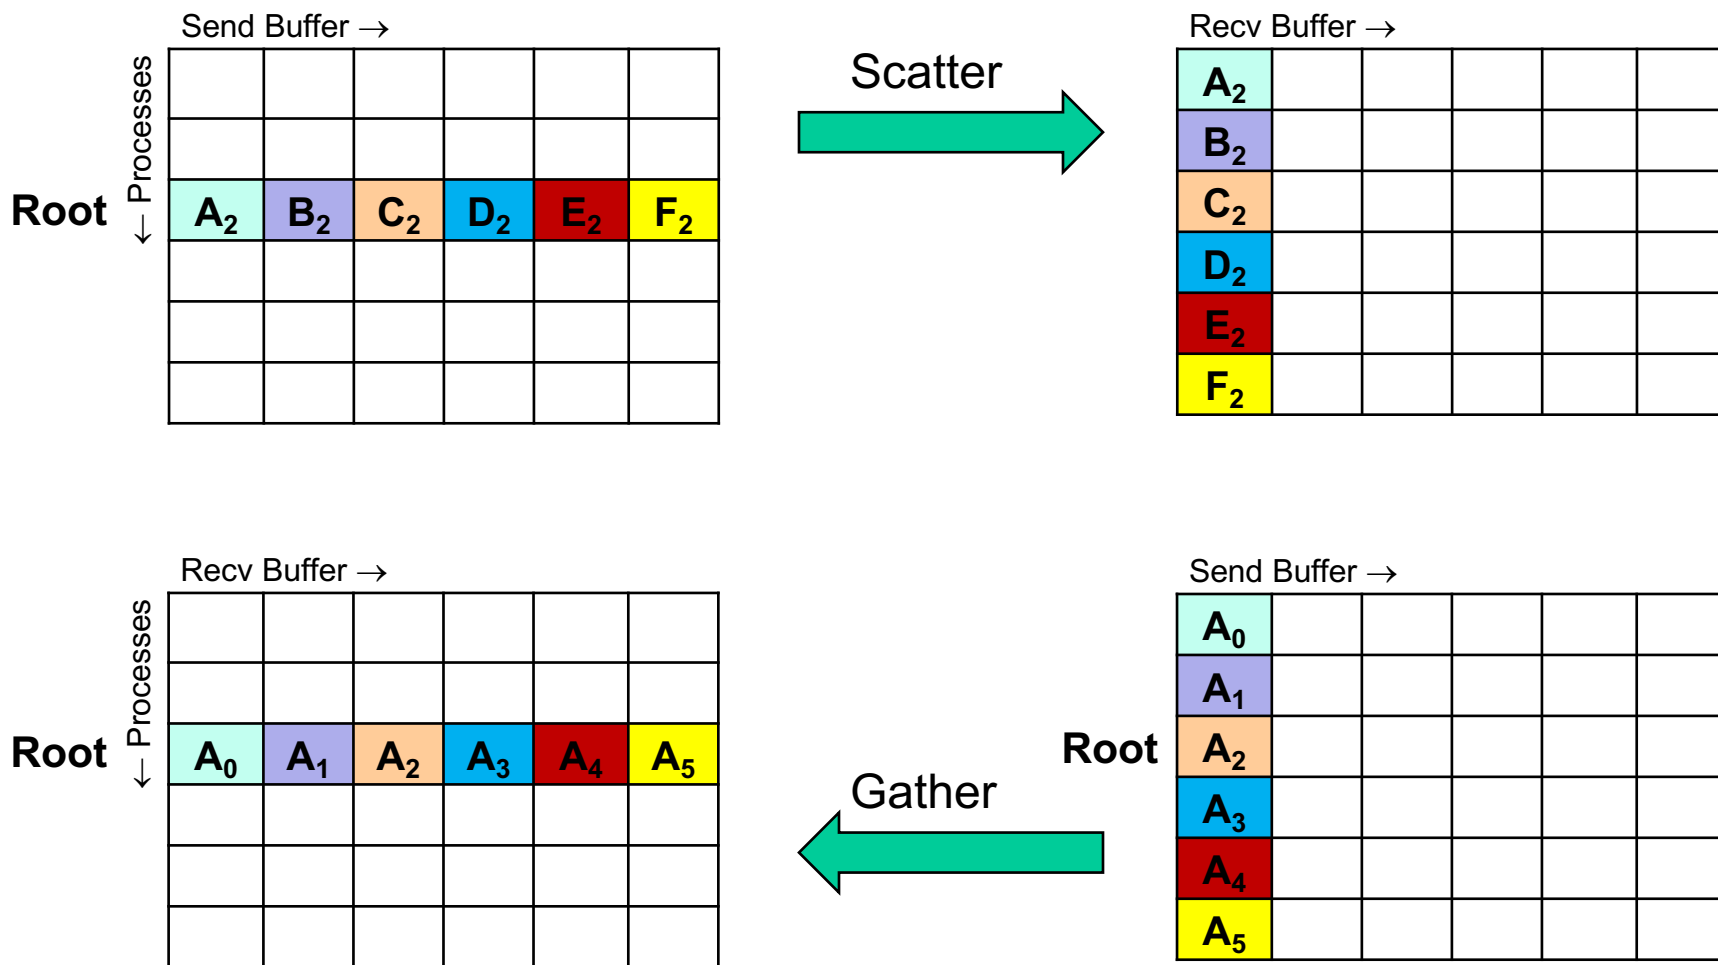 Send Buffer →
Recv Buffer →
← Processes
Scatter
Root
A₂ B₂ C₂ D₂ E₂ F₂
A₂
B₂
C₂
D₂
E₂
F₂
Recv Buffer →
Send Buffer →
← Processes
Root
A₀ A₁ A₂ A₃ A₄ A₅
Gather
Root
A₀
A₁
A₂
A₃
A₄
A₅